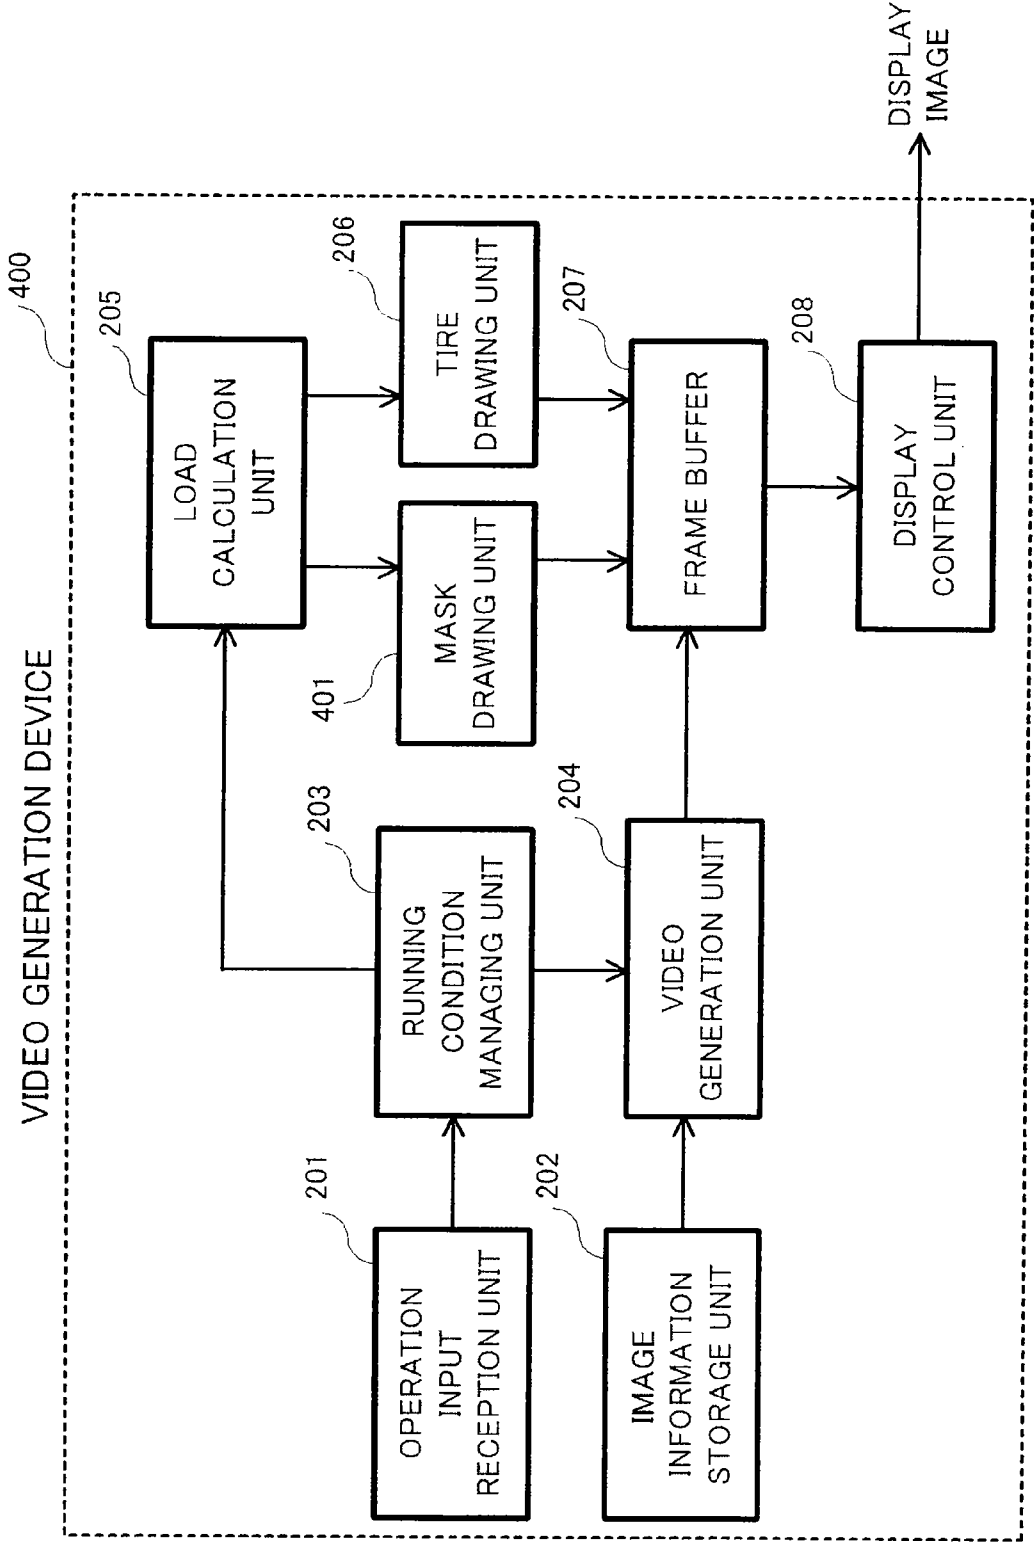 VIDEO GENERATION DEVICE
400
205
LOAD
CALCULATION
UNIT
203
RUNNING
CONDITION
MANAGING UNIT
201
OPERATION
INPUT
RECEPTION UNIT
401
MASK
DRAWING UNIT
206
TIRE
DRAWING UNIT
202
IMAGE
INFORMATION
STORAGE UNIT
204
VIDEO
GENERATION UNIT
207
FRAME BUFFER
208
DISPLAY
CONTROL UNIT
DISPLAY
IMAGE